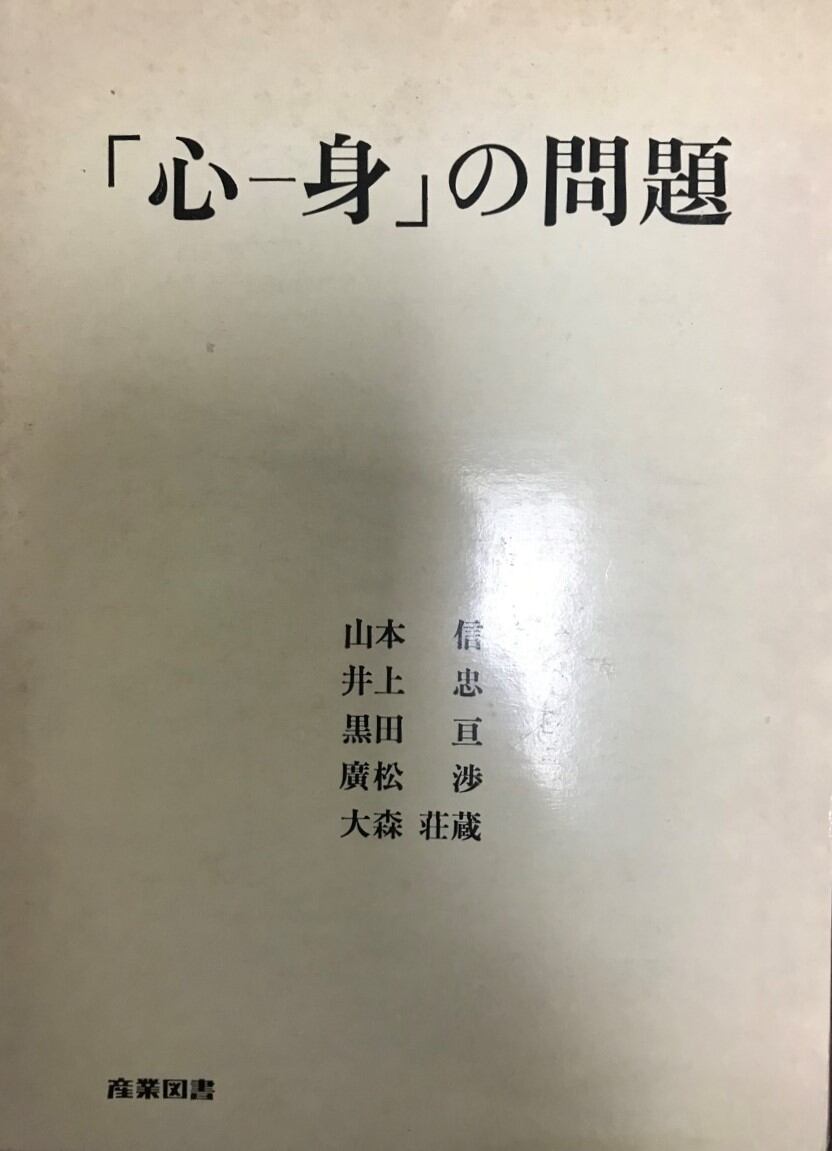 「心−身」の問題
山本 信
井上 忠
黒田 亘
廣松 渉
大森 荘蔵
産業図書